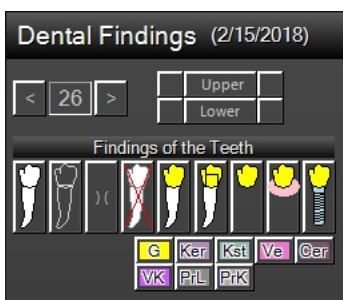 Dental Findings (2/15/2018)
< 26 > Upper
Lower
Findings of the Teeth
)(
G Ker Kst Ve Cer
VK PrL PrK